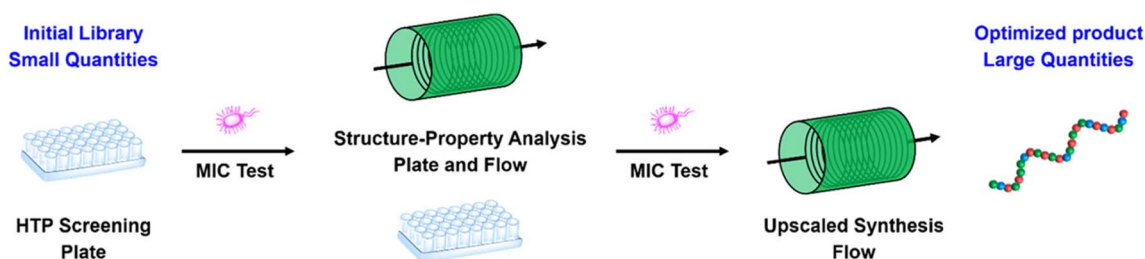 Initial Library
Small Quantities
MIC Test
HTP Screening
Plate
Structure-Property Analysis
Plate and Flow
MIC Test
Upscaled Synthesis
Flow
Optimized product
Large Quantities